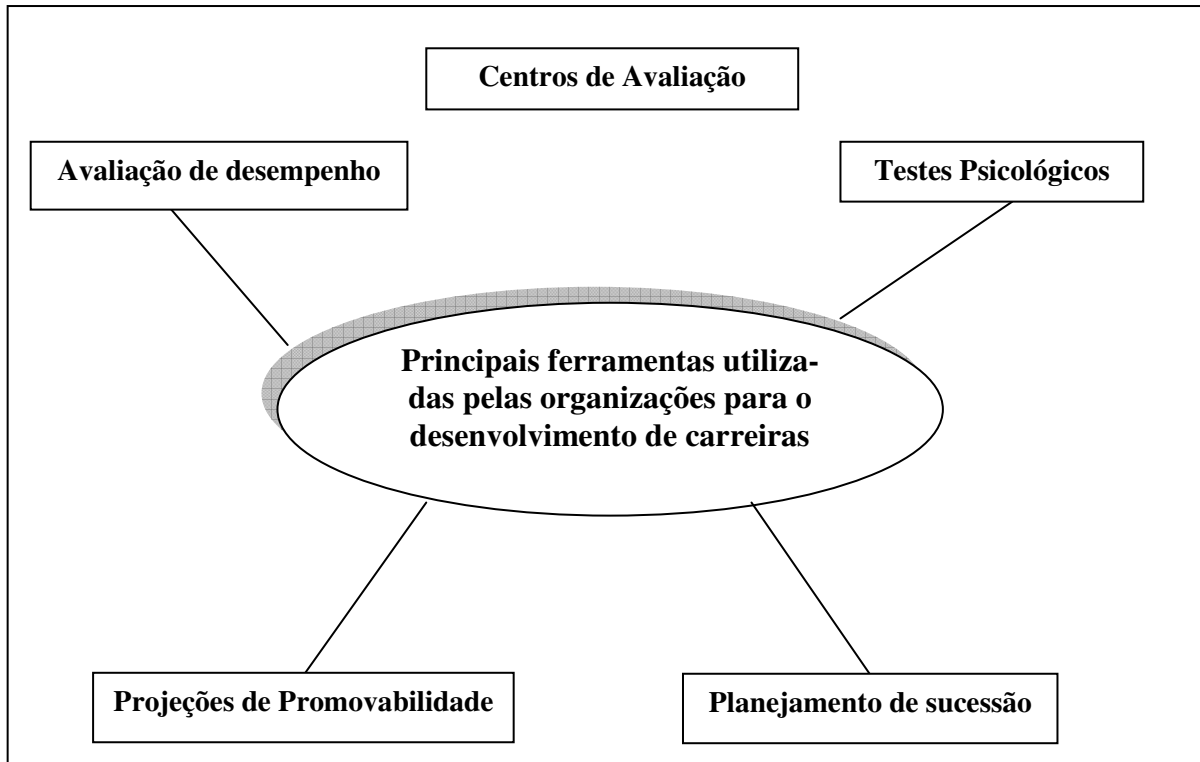 Centros de Avaliação
Avaliação de desempenho
Testes Psicológicos
Principais ferramentas utiliza-
das pelas organizações para o
desenvolvimento de carreiras
Projeções de Promovabilidade
Planejamento de sucessão